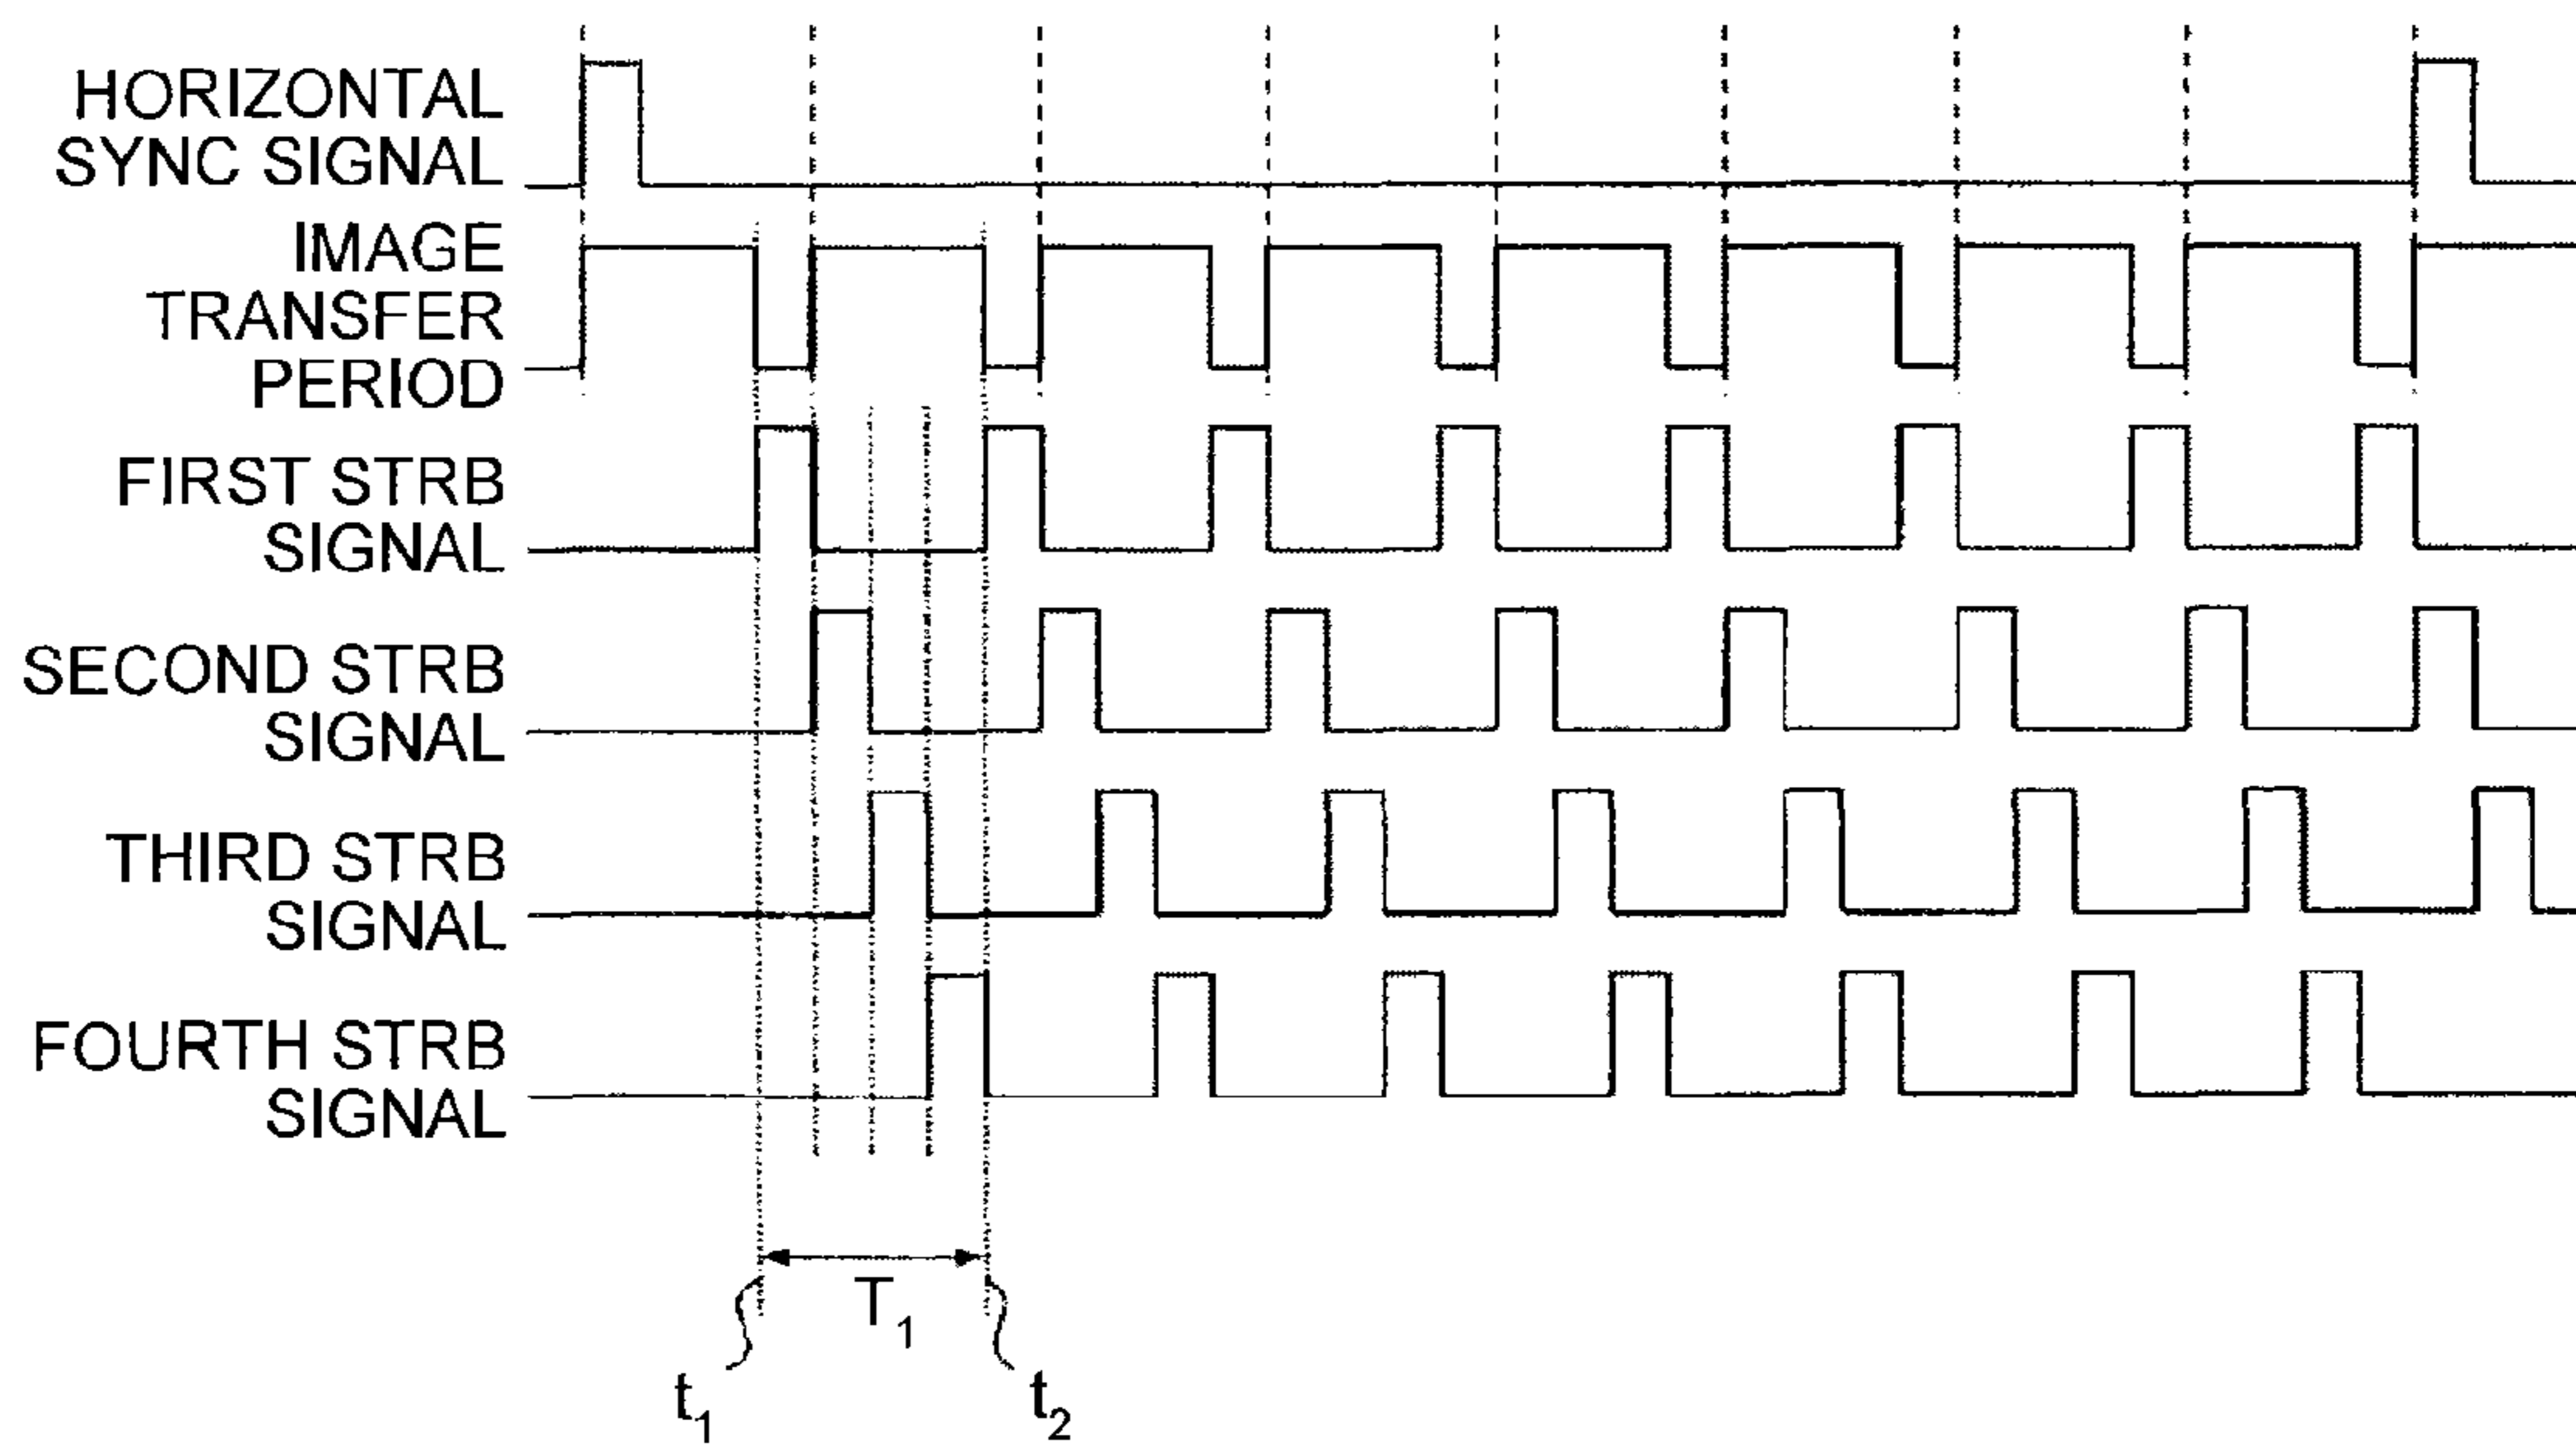 HORIZONTAL
SYNC SIGNAL
IMAGE
TRANSFER
PERIOD
FIRST STRB
SIGNAL
SECOND STRB
SIGNAL
THIRD STRB
SIGNAL
FOURTH STRB
SIGNAL
T1
t1
t2